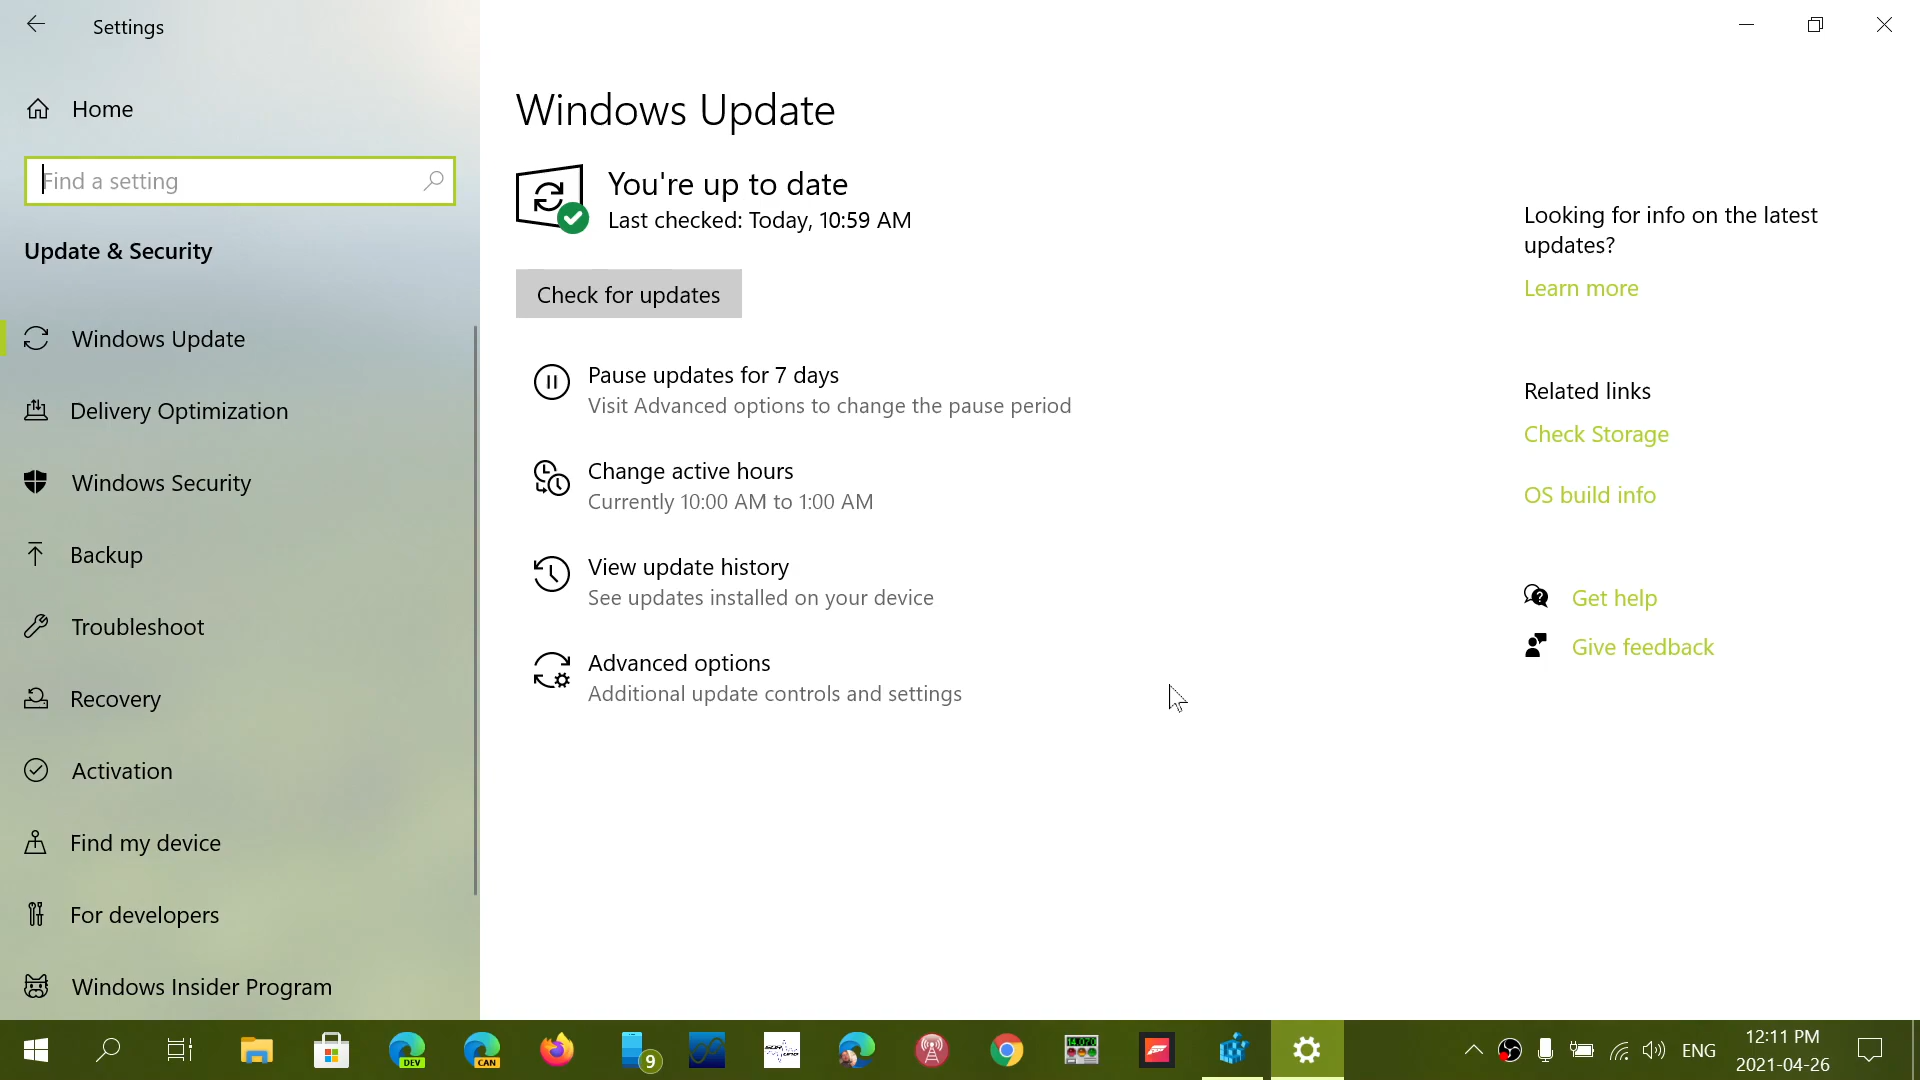 Settings
Home
Find a setting
Update & Security
Windows Update
Delivery Optimization
Windows Security
Backup
Troubleshoot
Recovery
Activation
Find my device
For developers
Windows Insider Program
Windows Update
You're up to date
Last checked: Today, 10:59 AM
Check for updates
Pause updates for 7 days
Visit Advanced options to change the pause period
Change active hours
Currently 10:00 AM to 1:00 AM
View update history
See updates installed on your device
Advanced options
Additional update controls and settings
Looking for info on the latest
updates?
Learn more
Related links
Check Storage
OS build info
Get help
Give feedback
DEV
CAN
9
14.070
ENG
12:11 PM
2021-04-26